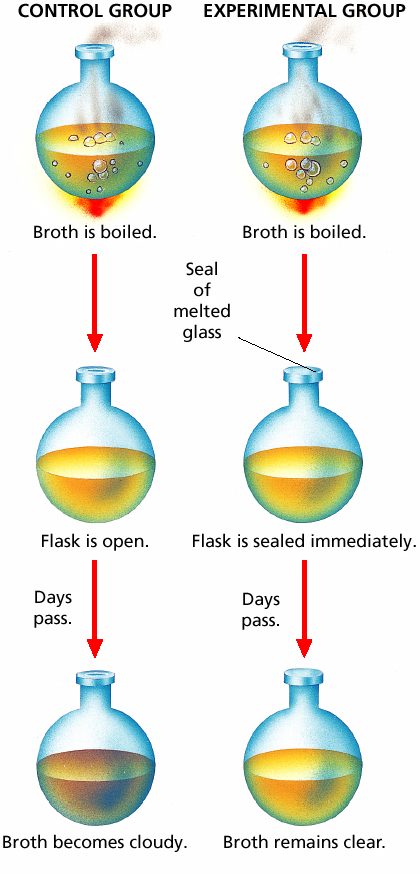 CONTROL GROUP
EXPERIMENTAL GROUP
Broth is boiled.
Broth is boiled.
Seal
of
melted
glass
Flask is open.
Flask is sealed immediately.
Days
pass.
Days
pass.
Broth becomes cloudy.
Broth remains clear.